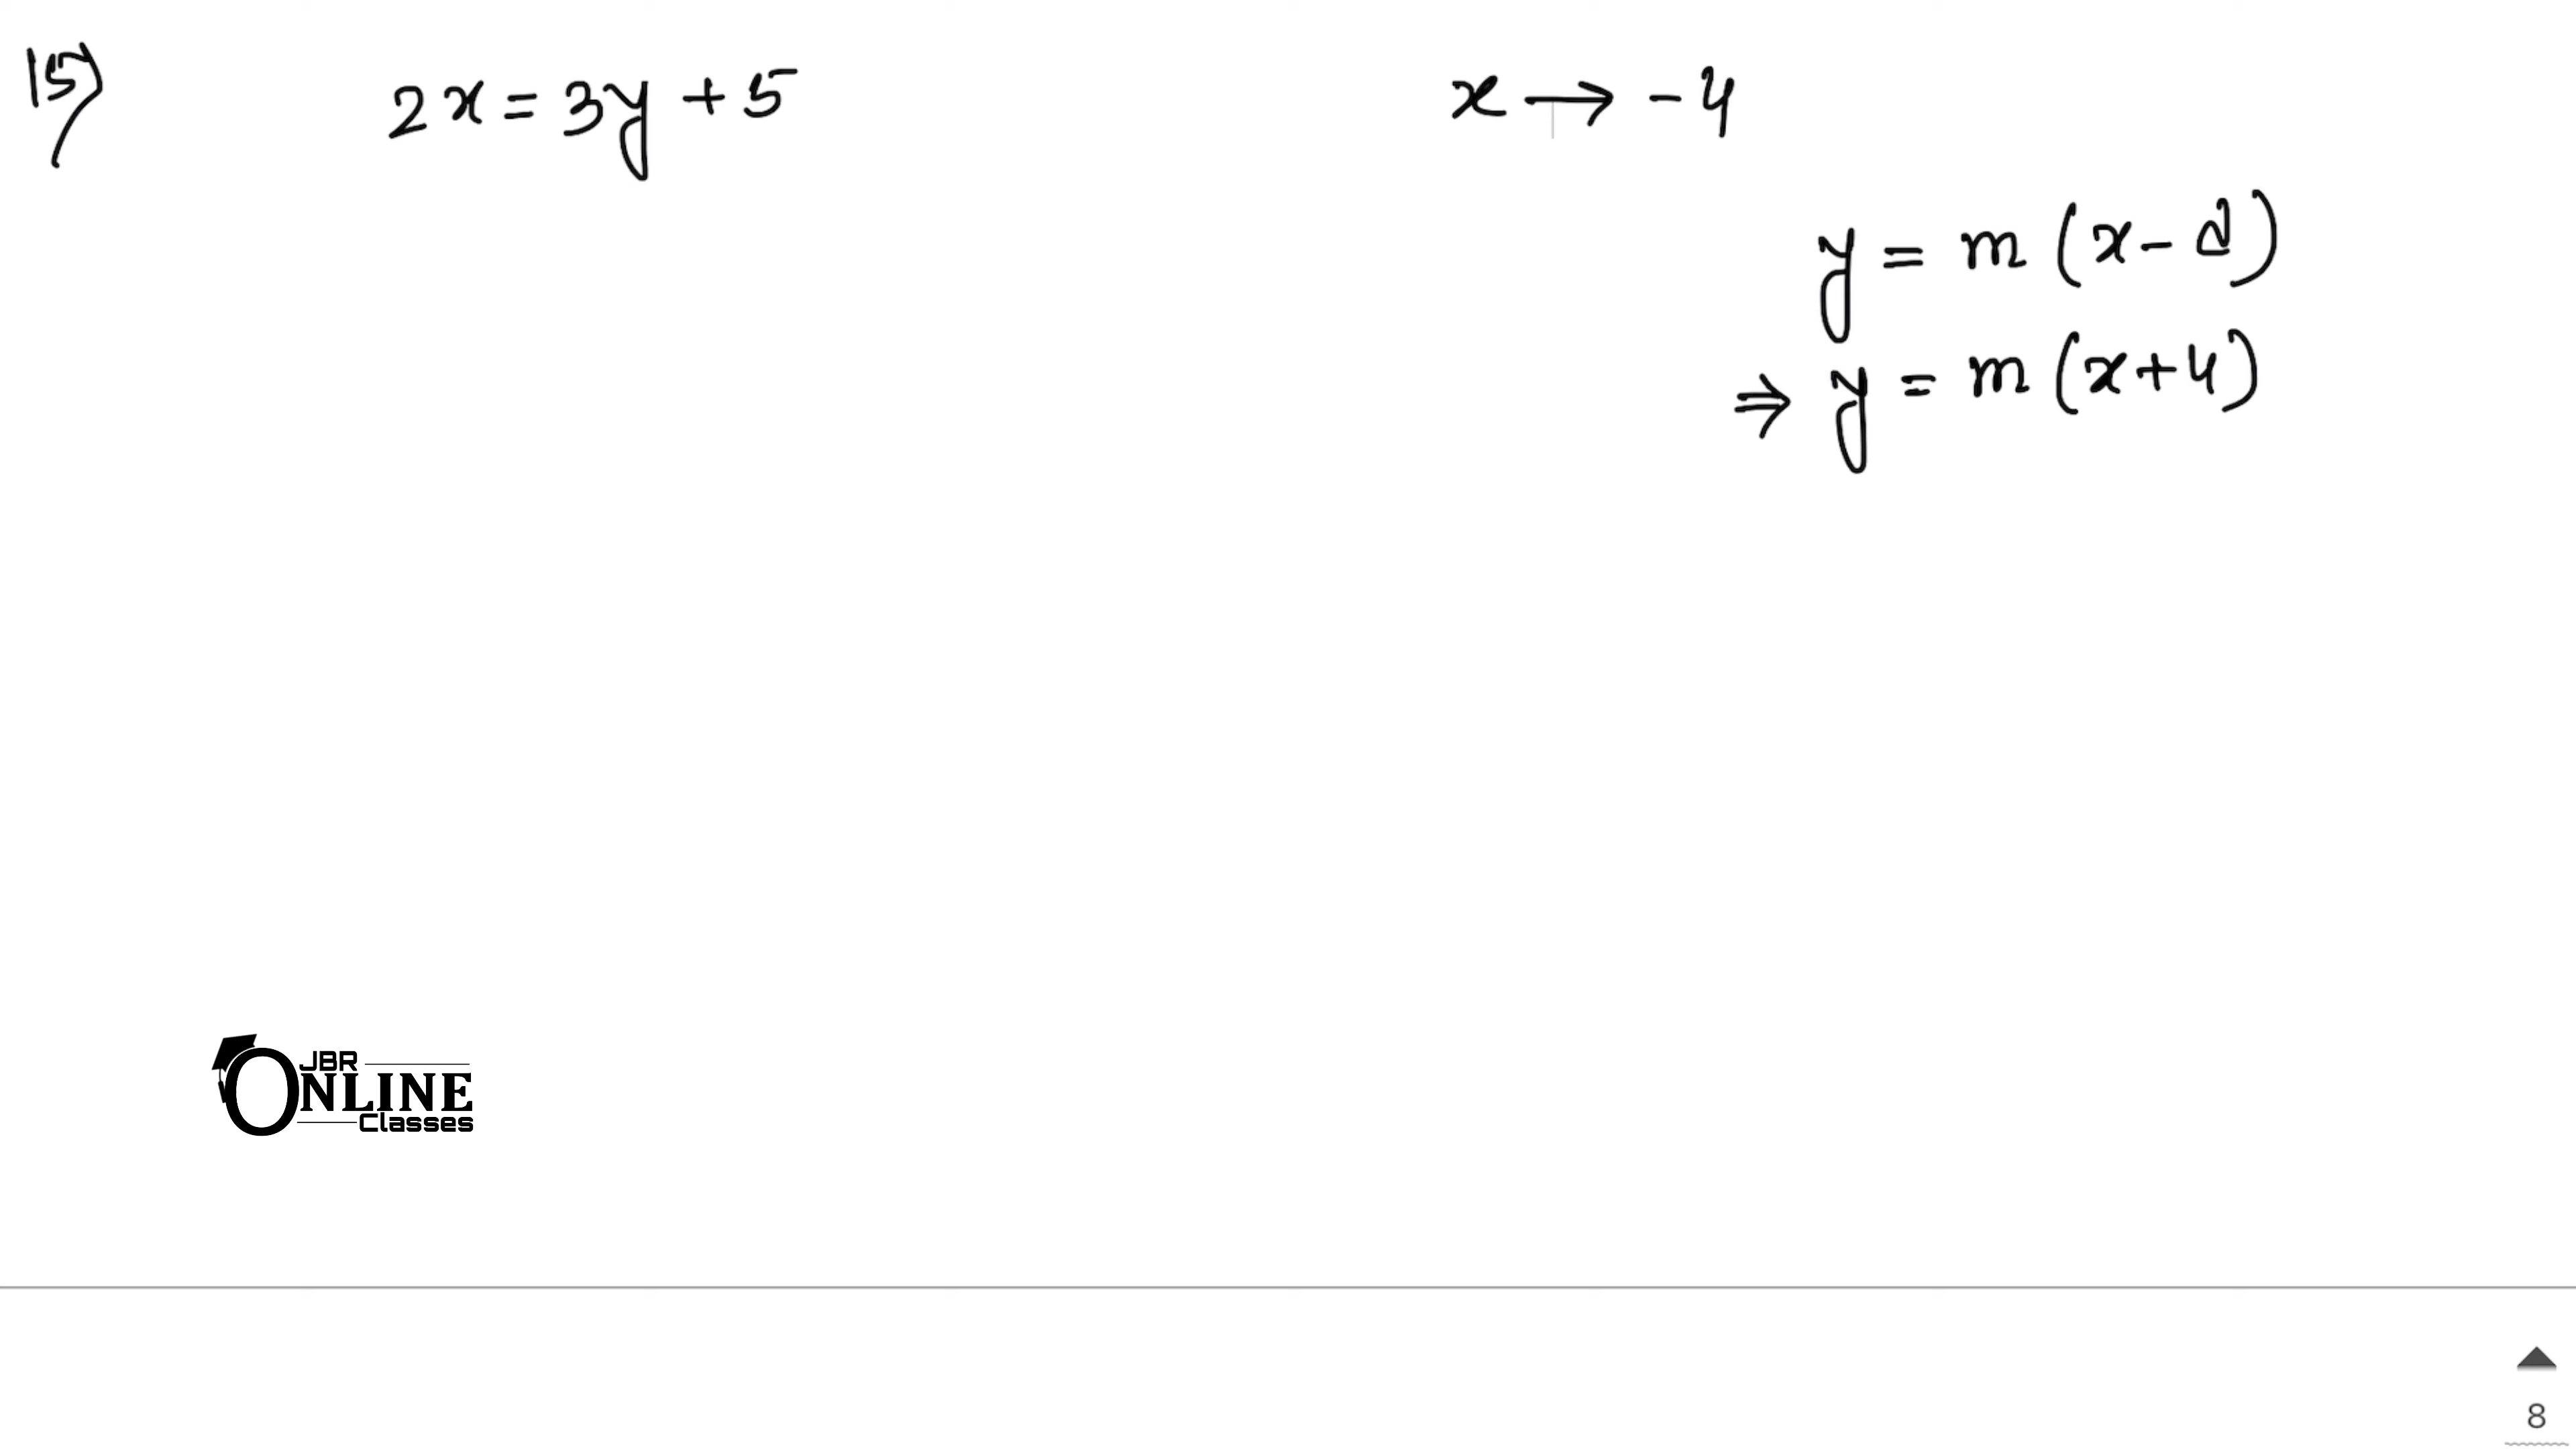 15)
2x = 3y + 5
x → - 4
y = m (x - d)
⇒ y = m (x + 4)
JBR
ONLINE
Classes
8